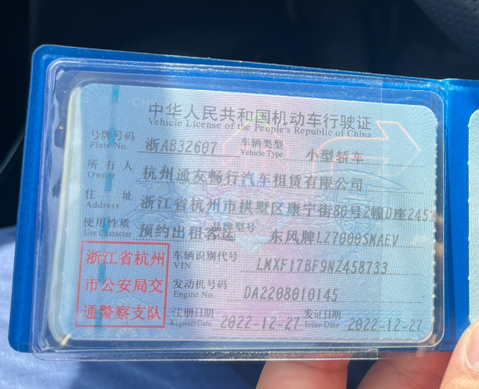 中华人民共和国机动车行驶证
Vehicle License of the People's Republic of China
号牌号码 浙AB32607 车辆类型 小型轿车
Plate No. Vehicle Type
所有人 杭州通友畅行汽车租赁有限公司
Owner
住址 浙江省杭州市拱墅区康宁街80号2幢D座245室
Address
使用性质 预约出租客运 品牌型号 东风牌LZ7000SMAEV
Use Character
浙江省杭州 车辆识别代号 LMXF17BF9NZ458733
VIN
市公安局交 发动机号码 DA2208010145
Engine No.
通警察支队 注册日期 2022-12-27 发证日期 2022-12-27
Register Date Issue Date